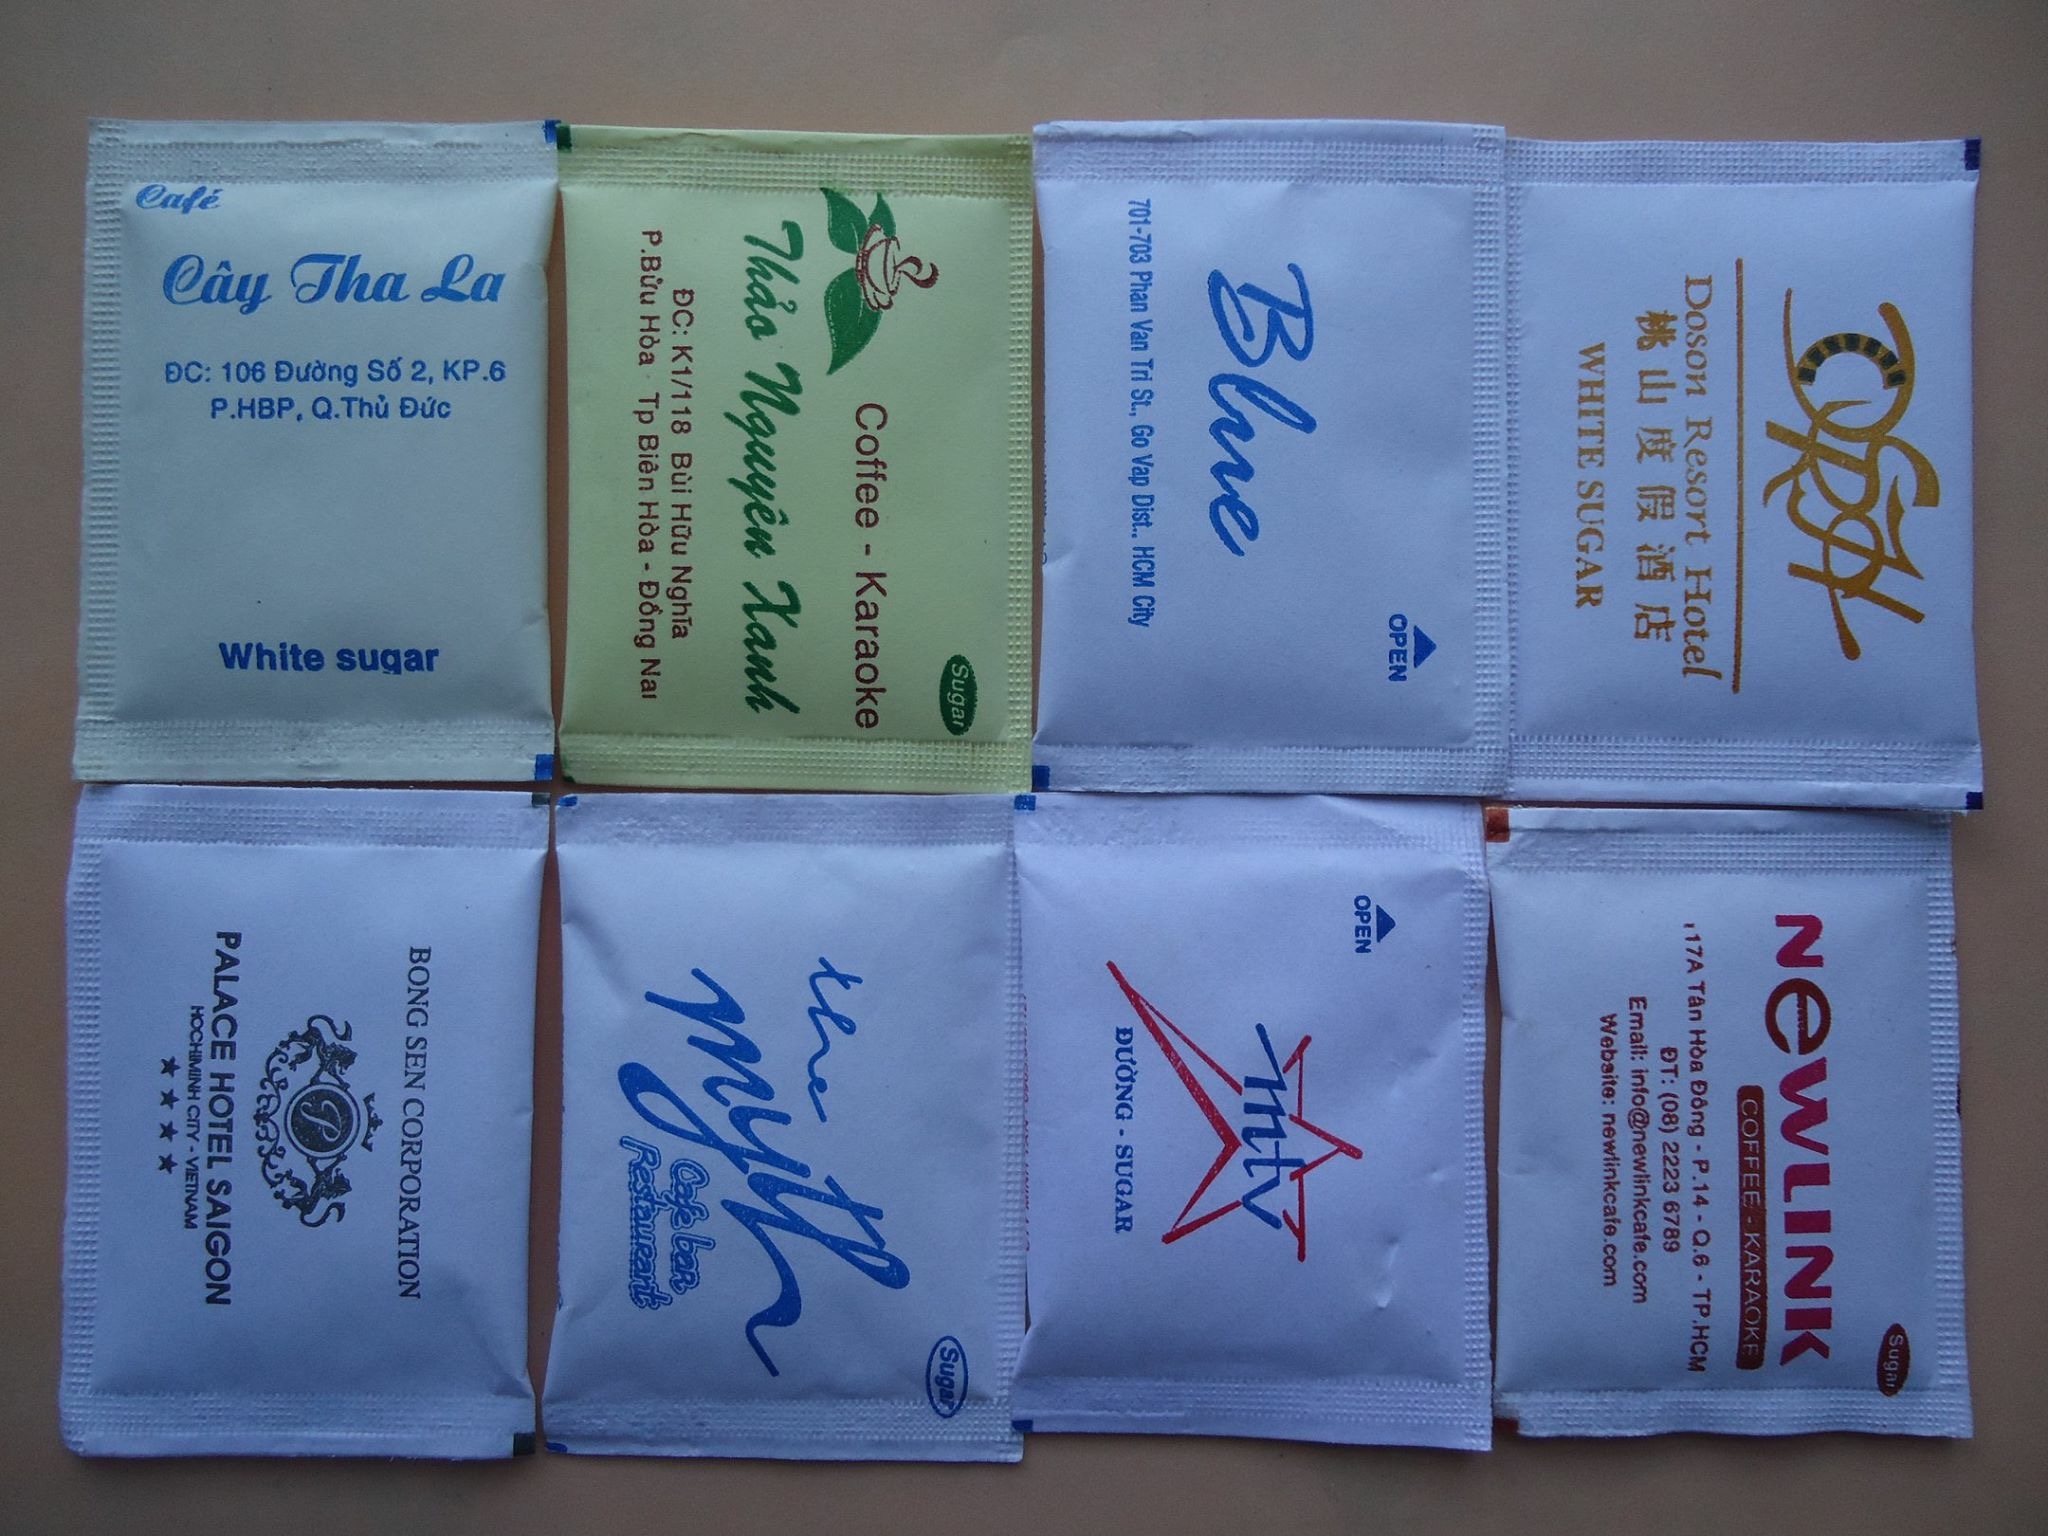 Café
Cây Tha La
ĐC: 106 Đường Số 2, KP.6
P.HBP, Q.Thủ Đức
White sugar
Coffee - Karaoke
Thảo Nguyên Xanh
ĐC: K1/118 Bùi Hữu Nghĩa
P.Bửu Hòa - Tp Biên Hòa - Đồng Nai
Sugar
OPEN
Blue
701-703 Phan Van Tri St., Go Vap Dist., HCM City
Doson Resort Hotel
桃山度假酒店
WHITE SUGAR
BONG SEN CORPORATION
P
PALACE HOTEL SAIGON
HOCHIMINH CITY - VIETNAM
the
myth
Cafe bar
Restaurant
Sugar
OPEN
mtv
ĐƯỜNG - SUGAR
Sugar
NEWLINK
COFFEE - KARAOKE
17A Tân Hòa Đông - P.14 - Q.6 - TP.HCM
ĐT: (08) 2223 6789
Email: info@newlinkcafe.com
Website: newlinkcafe.com